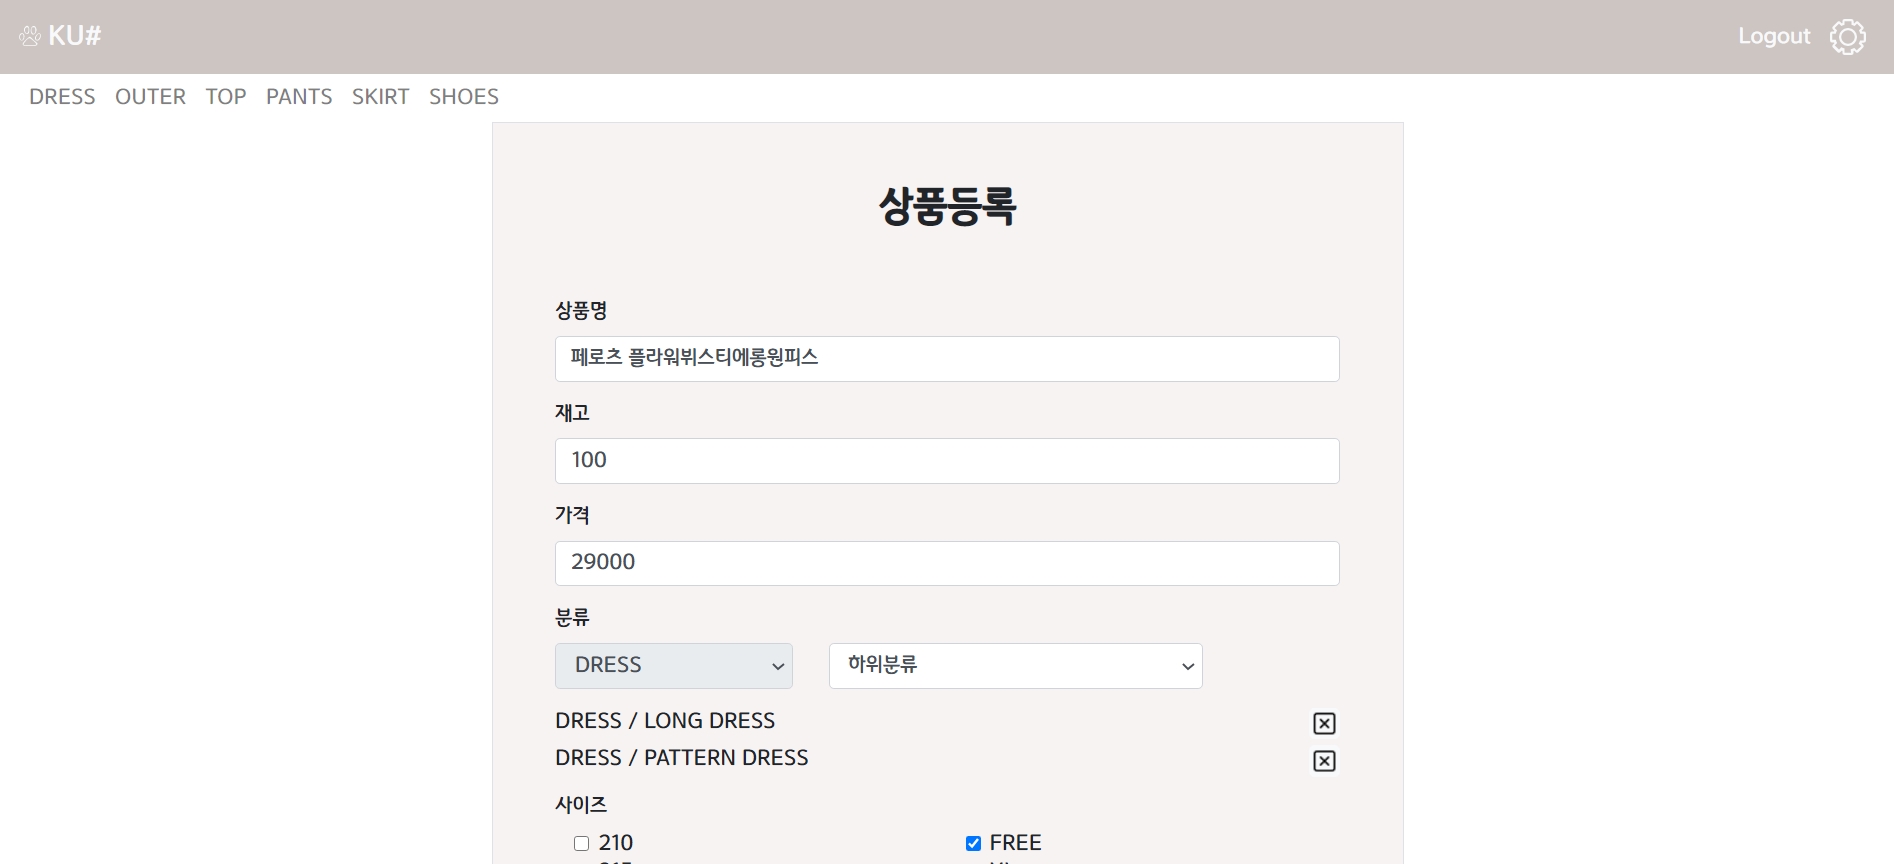 KU#
Logout
DRESS OUTER TOP PANTS SKIRT SHOES
상품등록
상품명
페로츠 플라워뷔스티에롱원피스
재고
100
가격
29000
분류
DRESS 하위분류
DRESS / LONG DRESS
DRESS / PATTERN DRESS
사이즈
210 FREE